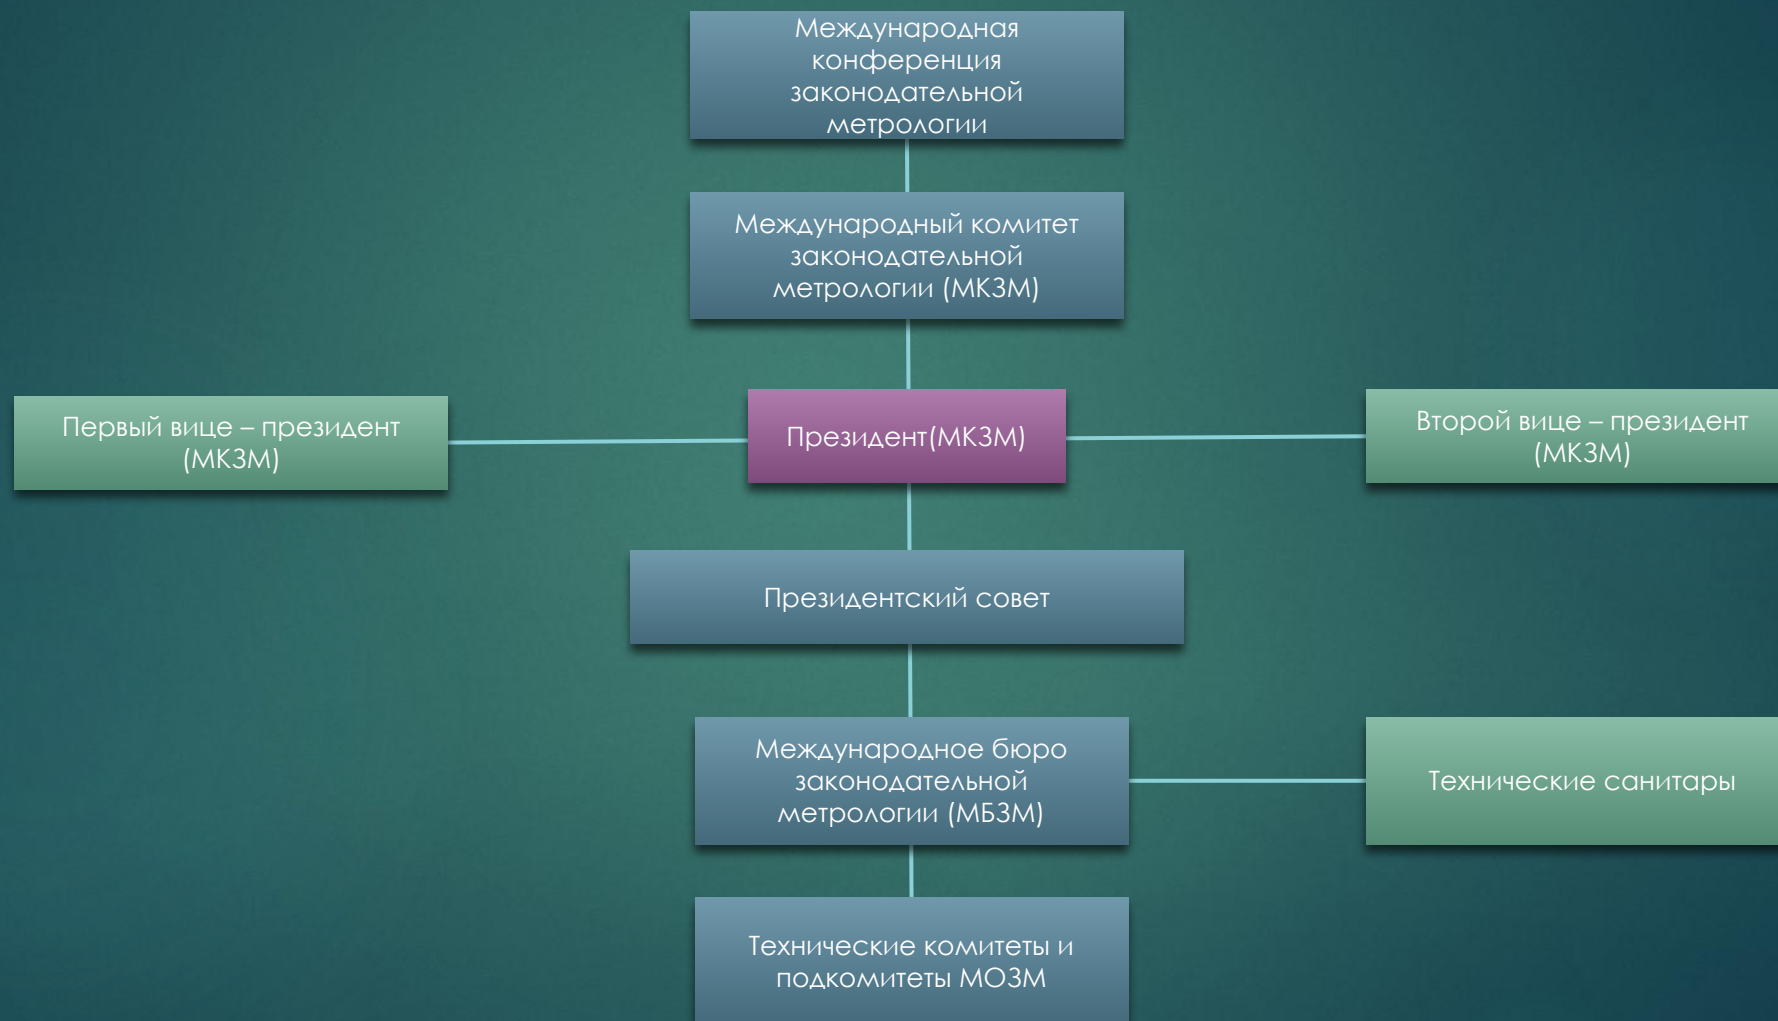 Международная
конференция
законодательной
метрологии
Международный комитет
законодательной
метрологии (МКЗМ)
Первый вице – президент
(МКЗМ)
Президент(МКЗМ)
Второй вице – президент
(МКЗМ)
Президентский совет
Международное бюро
законодательной
метрологии (МБЗМ)
Технические санитары
Технические комитеты и
подкомитеты МОЗМ